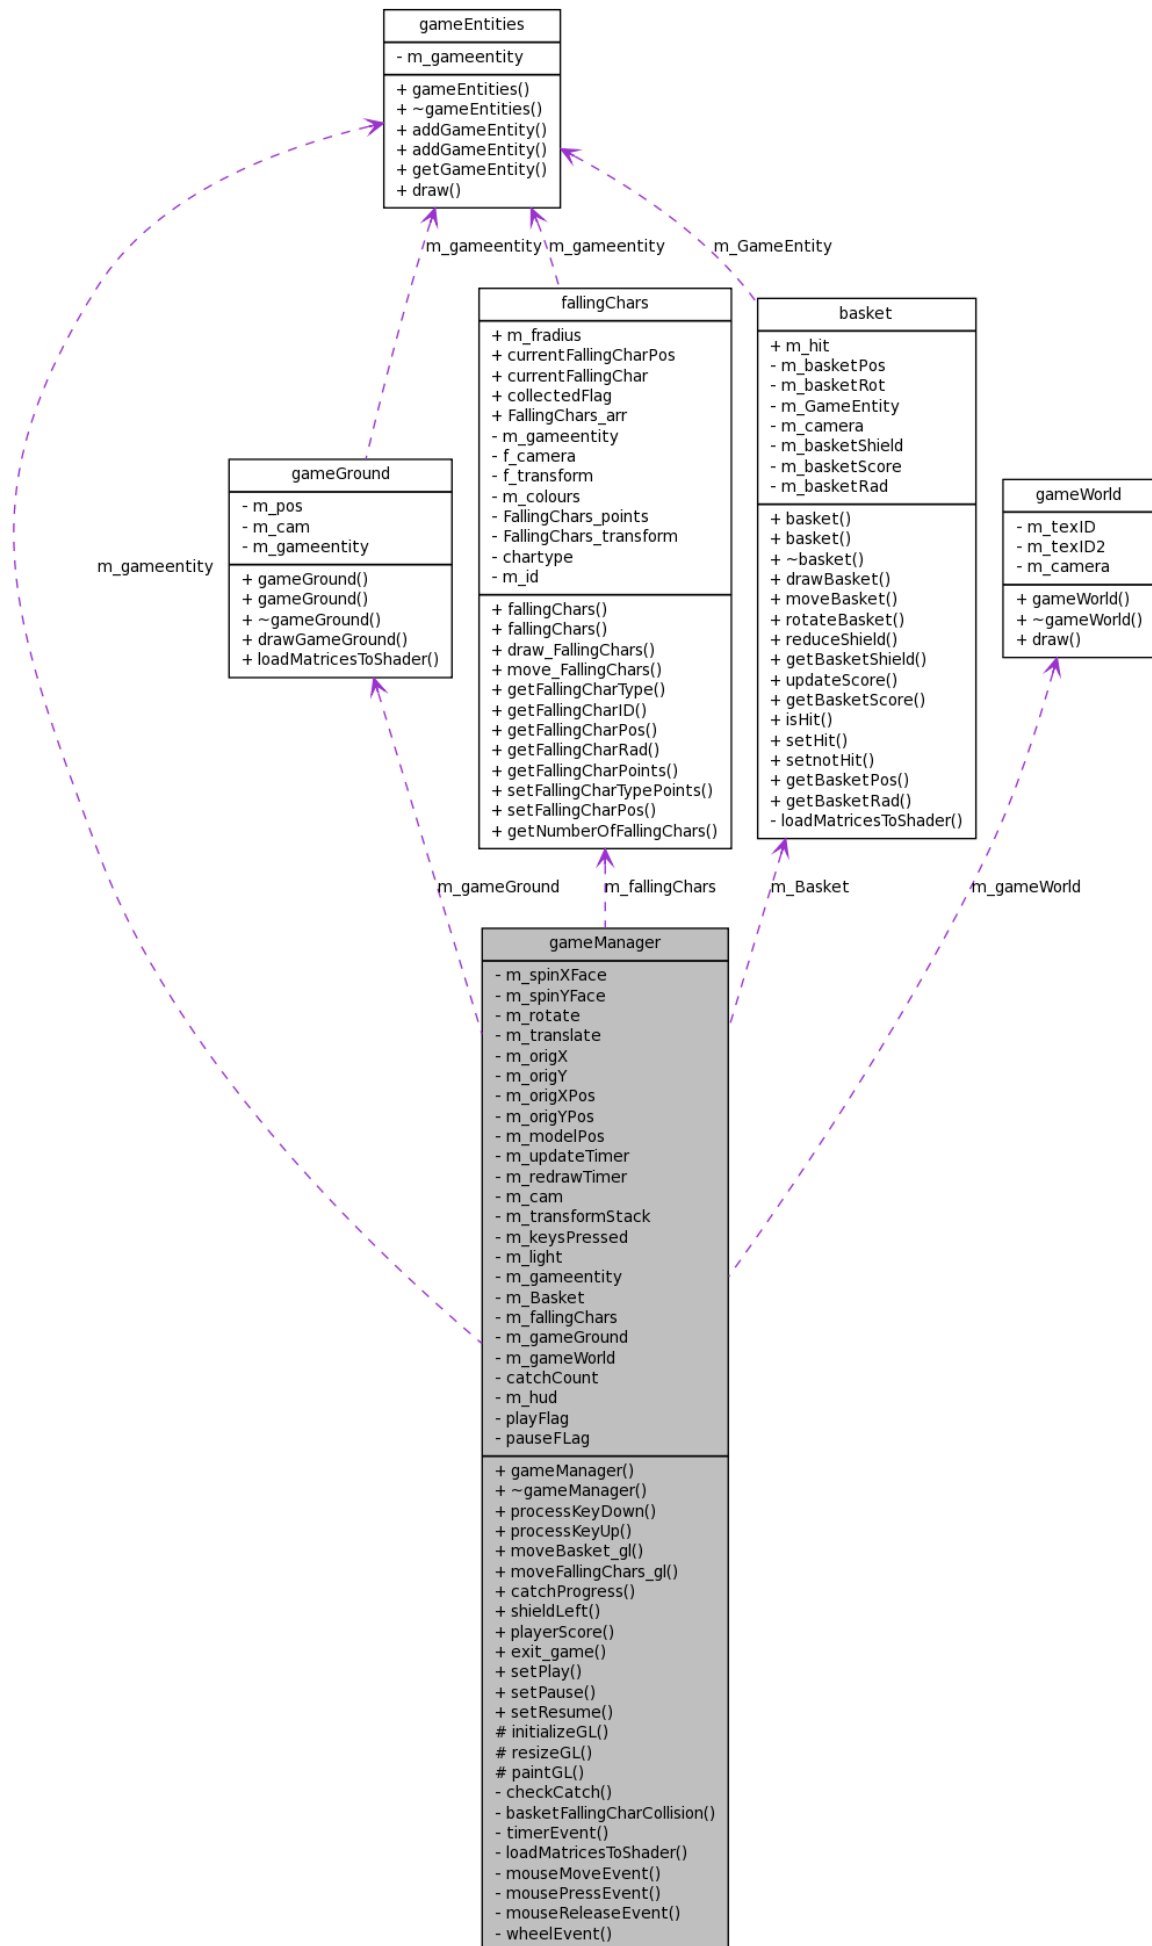 gameEntities
- m_gameentity
+ gameEntities()
+ ~gameEntities()
+ addGameEntity()
+ addGameEntity()
+ getGameEntity()
+ draw()
m_gameentity
m_gameentity
m_GameEntity
fallingChars
+ m_fradius
+ currentFallingCharPos
+ currentFallingChar
+ collectedFlag
+ FallingChars_arr
- m_gameentity
- f_camera
- f_transform
- m_colours
- FallingChars_points
- FallingChars_transform
- chartype
- m_id
+ fallingChars()
+ fallingChars()
+ draw_FallingChars()
+ move_FallingChars()
+ getFallingCharType()
+ getFallingCharID()
+ getFallingCharPos()
+ getFallingCharRad()
+ getFallingCharPoints()
+ setFallingCharTypePoints()
+ setFallingCharPos()
+ getNumberOfFallingChars()
basket
+ m_hit
- m_basketPos
- m_basketRot
- m_GameEntity
- m_camera
- m_basketShield
- m_basketScore
- m_basketRad
+ basket()
+ basket()
+ ~basket()
+ drawBasket()
+ moveBasket()
+ rotateBasket()
+ reduceShield()
+ getBasketShield()
+ updateScore()
+ getBasketScore()
+ isHit()
+ setHit()
+ setnotHit()
+ getBasketPos()
+ getBasketRad()
- loadMatricesToShader()
gameGround
- m_pos
- m_cam
- m_gameentity
+ gameGround()
+ gameGround()
+ ~gameGround()
+ drawGameGround()
+ loadMatricesToShader()
gameWorld
- m_texID
- m_texID2
- m_camera
+ gameWorld()
+ ~gameWorld()
+ draw()
m_gameentity
m_gameGround
m_fallingChars
m_Basket
m_gameWorld
gameManager
- m_spinXFace
- m_spinYFace
- m_rotate
- m_translate
- m_origX
- m_origY
- m_origXPos
- m_origYPos
- m_modelPos
- m_updateTimer
- m_redrawTimer
- m_cam
- m_transformStack
- m_keysPressed
- m_light
- m_gameentity
- m_Basket
- m_fallingChars
- m_gameGround
- m_gameWorld
- catchCount
- m_hud
- playFlag
- pauseFLag
+ gameManager()
+ ~gameManager()
+ processKeyDown()
+ processKeyUp()
+ moveBasket_gl()
+ moveFallingChars_gl()
+ catchProgress()
+ shieldLeft()
+ playerScore()
+ exit_game()
+ setPlay()
+ setPause()
+ setResume()
# initializeGL()
# resizeGL()
# paintGL()
- checkCatch()
- basketFallingCharCollision()
- timerEvent()
- loadMatricesToShader()
- mouseMoveEvent()
- mousePressEvent()
- mouseReleaseEvent()
- wheelEvent()